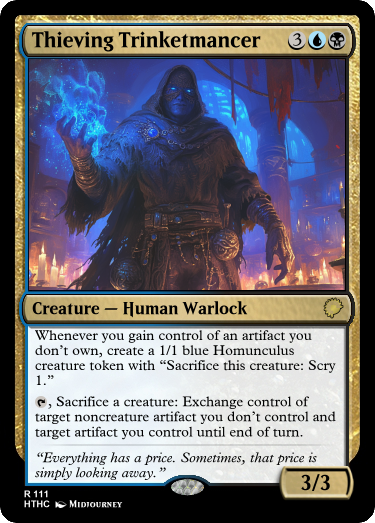 Thieving Trinketmancer 3
Creature — Human Warlock
Whenever you gain control of an artifact you
don't own, create a 1/1 blue Homunculus
creature token with “Sacrifice this creature: Scry
1.”
, Sacrifice a creature: Exchange control of
target noncreature artifact you don't control and
target artifact you control until end of turn.
“Everything has a price. Sometimes, that price is
simply looking away.”
3/3
R 111
HTHC Midjourney